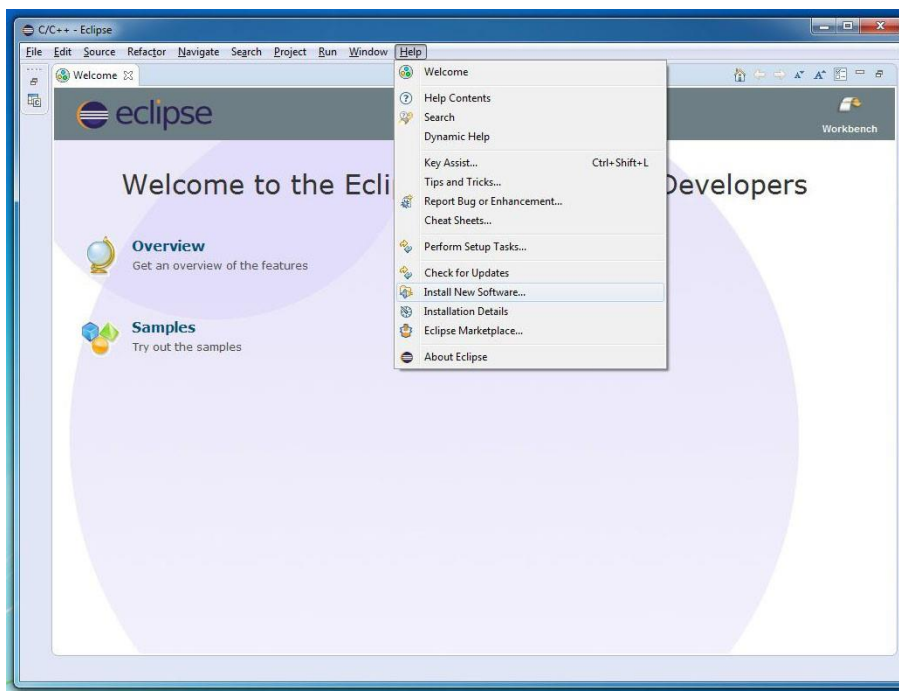 C/C++ - Eclipse
File Edit Source Refactor Navigate Search Project Run Window Help
Welcome
eclipse
Workbench
Welcome to the Ecli
Developers
Overview
Get an overview of the features
Samples
Try out the samples
Welcome
Help Contents
Search
Dynamic Help
Key Assist... Ctrl+Shift+L
Tips and Tricks...
Report Bug or Enhancement...
Cheat Sheets...
Perform Setup Tasks...
Check for Updates
Install New Software...
Installation Details
Eclipse Marketplace...
About Eclipse